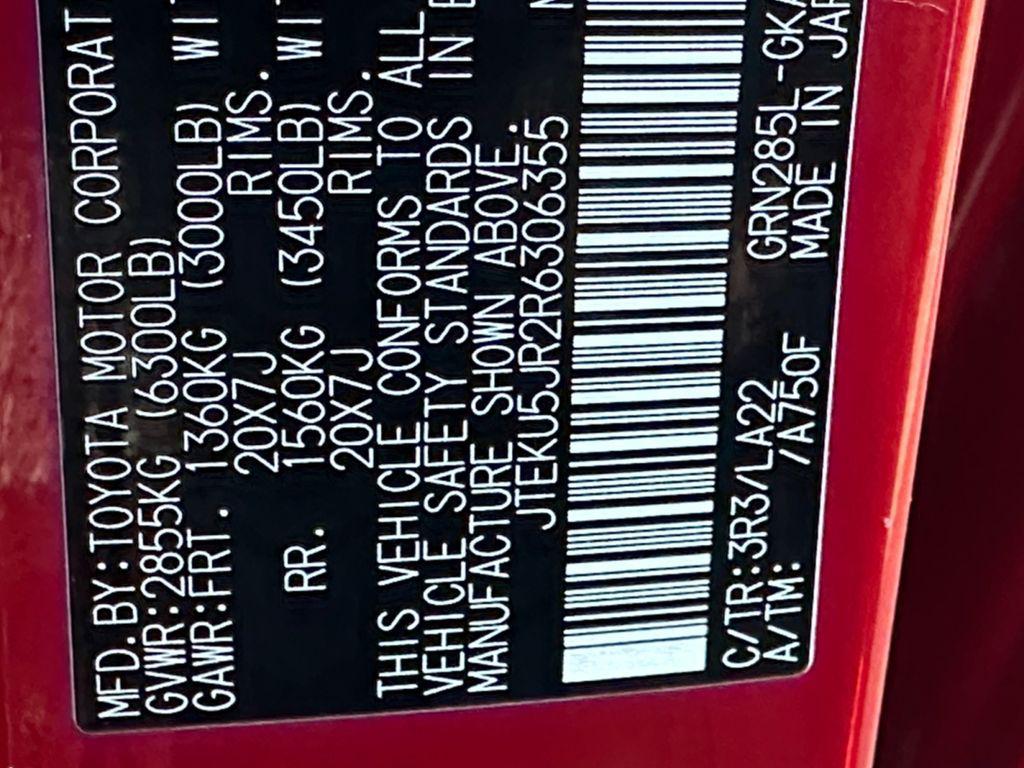 MFD.BY:TOYOTA MOTOR CORPORAT
GVWR:2855KG (6300LB)
GAWR:FRT. 1360KG (3000LB) WI
20X7J RIMS.
RR. 1560KG (3450LB) WI
20X7J RIMS.
THIS VEHICLE CONFORMS TO ALL
VEHICLE SAFETY STANDARDS IN E
MANUFACTURE SHOWN ABOVE.
JTEKU5JR2R6306355
C/TR:3R3/LA22 GRN285L-GKA
A/TM: /A750F MADE IN JAP